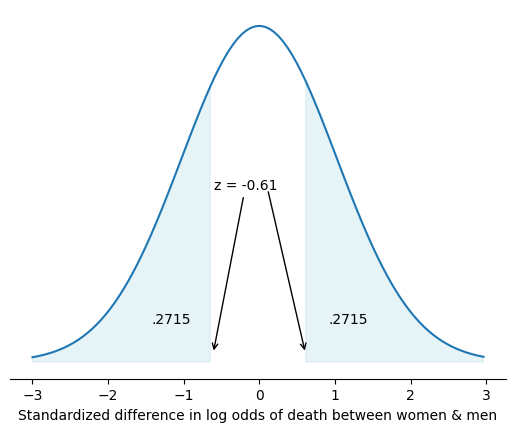 z = -0.61
.2715 .2715
−3 −2 −1 0 1 2 3
Standardized difference in log odds of death between women & men